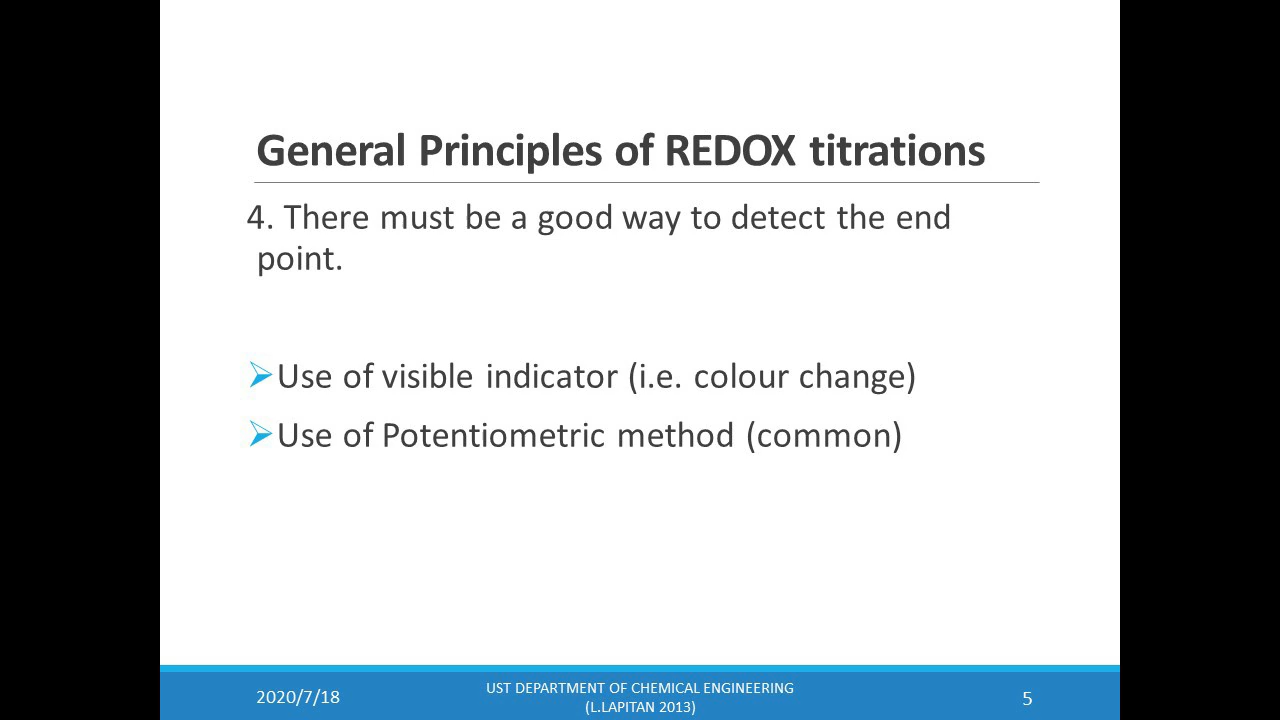 General Principles of REDOX titrations
4. There must be a good way to detect the end
point.
Use of visible indicator (i.e. colour change)
Use of Potentiometric method (common)
2020/7/18
UST DEPARTMENT OF CHEMICAL ENGINEERING
(L.LAPITAN 2013)
5